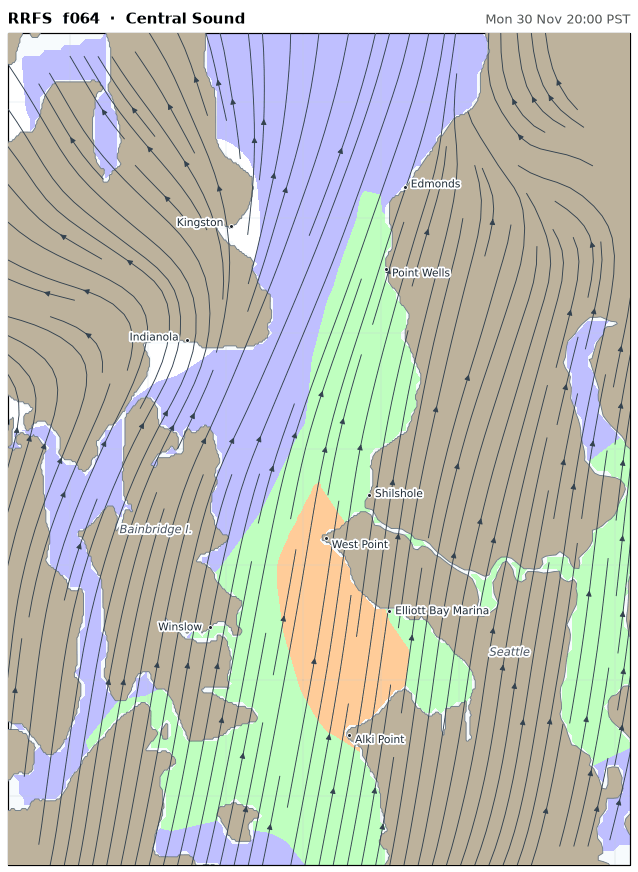 RRFS f064 · Central Sound
Mon 30 Nov 20:00 PST
Edmonds
Kingston
Point Wells
Indianola
Shilshole
Bainbridge I.
West Point
Elliott Bay Marina
Winslow
Seattle
Alki Point